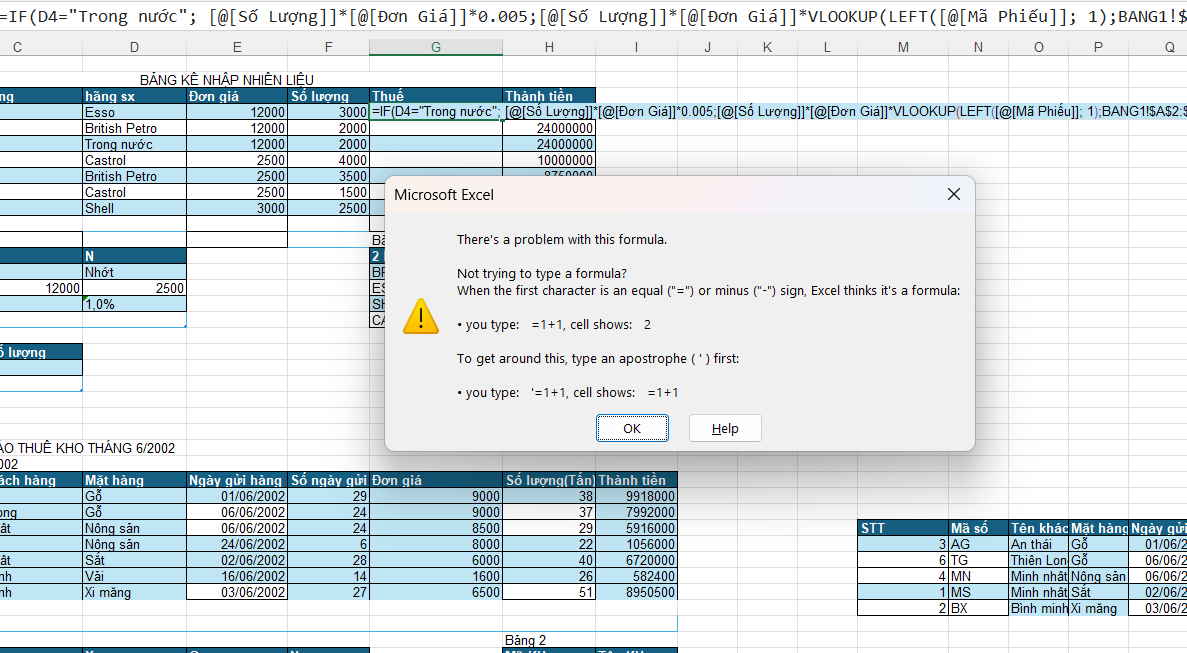 =IF(D4="Trong nước"; [@[Số Lượng]]*[@[Đơn Giá]]*0.005;[@[Số Lượng]]*[@[Đơn Giá]]*VLOOKUP(LEFT([@[Mã Phiếu]]; 1);BANG1!$
C D E F G H I J K L M N O P Q
BẢNG KÊ NHẬP NHIÊN LIỆU
ng hãng sx Đơn giá Số lượng Thuế Thành tiền
Esso 12000 3000 =IF(D4="Trong nước"; [@[Số Lượng]]*[@[Đơn Giá]]*0.005;[@[Số Lượng]]*[@[Đơn Giá]]*VLOOKUP(LEFT([@[Mã Phiếu]]; 1);BANG1!$A$2:$
British Petro 12000 2000 24000000
Trong nước 12000 2000 24000000
Castrol 2500 4000 10000000
British Petro 2500 3500 8750000
Castrol 2500 1500
Shell 3000 2500
N 2
Nhớt
12000 2500
1,0%
ố lượng
Microsoft Excel
There's a problem with this formula.
Not trying to type a formula?
When the first character is an equal ("=") or minus ("-") sign, Excel thinks it's a formula:
• you type: =1+1, cell shows: 2
To get around this, type an apostrophe ( ' ) first:
• you type: '=1+1, cell shows: =1+1
OK Help
ÁO THUÊ KHO THÁNG 6/2002
002
ách hàng Mặt hàng Ngày gửi hàng Số ngày gửi Đơn giá Số lượng(Tấn) Thành tiền
Gỗ 01/06/2002 29 9000 38 9918000
ong Gỗ 06/06/2002 24 9000 37 7992000
ât Nông sản 06/06/2002 24 8500 29 5916000
Nông sản 24/06/2002 6 8000 22 1056000
ât Sắt 02/06/2002 28 6000 40 6720000
nh Vải 16/06/2002 14 1600 26 582400
nh Xi măng 03/06/2002 27 6500 51 8950500
STT Mã số Tên khác Mặt hàng Ngày gửi
3 AG An thái Gỗ 01/06/2
6 TG Thiên Lon Gỗ 06/06/2
4 MN Minh nhât Nông sản 06/06/2
1 MS Minh nhât Sắt 02/06/2
2 BX Bình minh Xi măng 03/06/2
Bảng 2